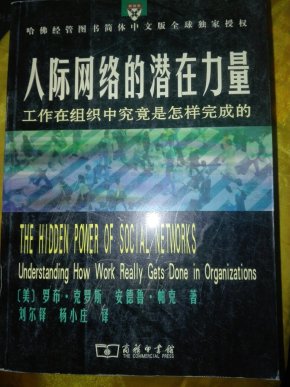 哈佛经管图书简体中文版全球独家授权
人际网络的潜在力量
工作在组织中究竟是怎样完成的
THE HIDDEN POWER OF SOCIAL NETWORKS
Understanding How Work Really Gets Done in Organizations
〔美〕罗布·克罗斯 安德鲁·帕克 著
刘尔铎 杨小庄 译
商务印书馆
THE COMMERCIAL PRESS